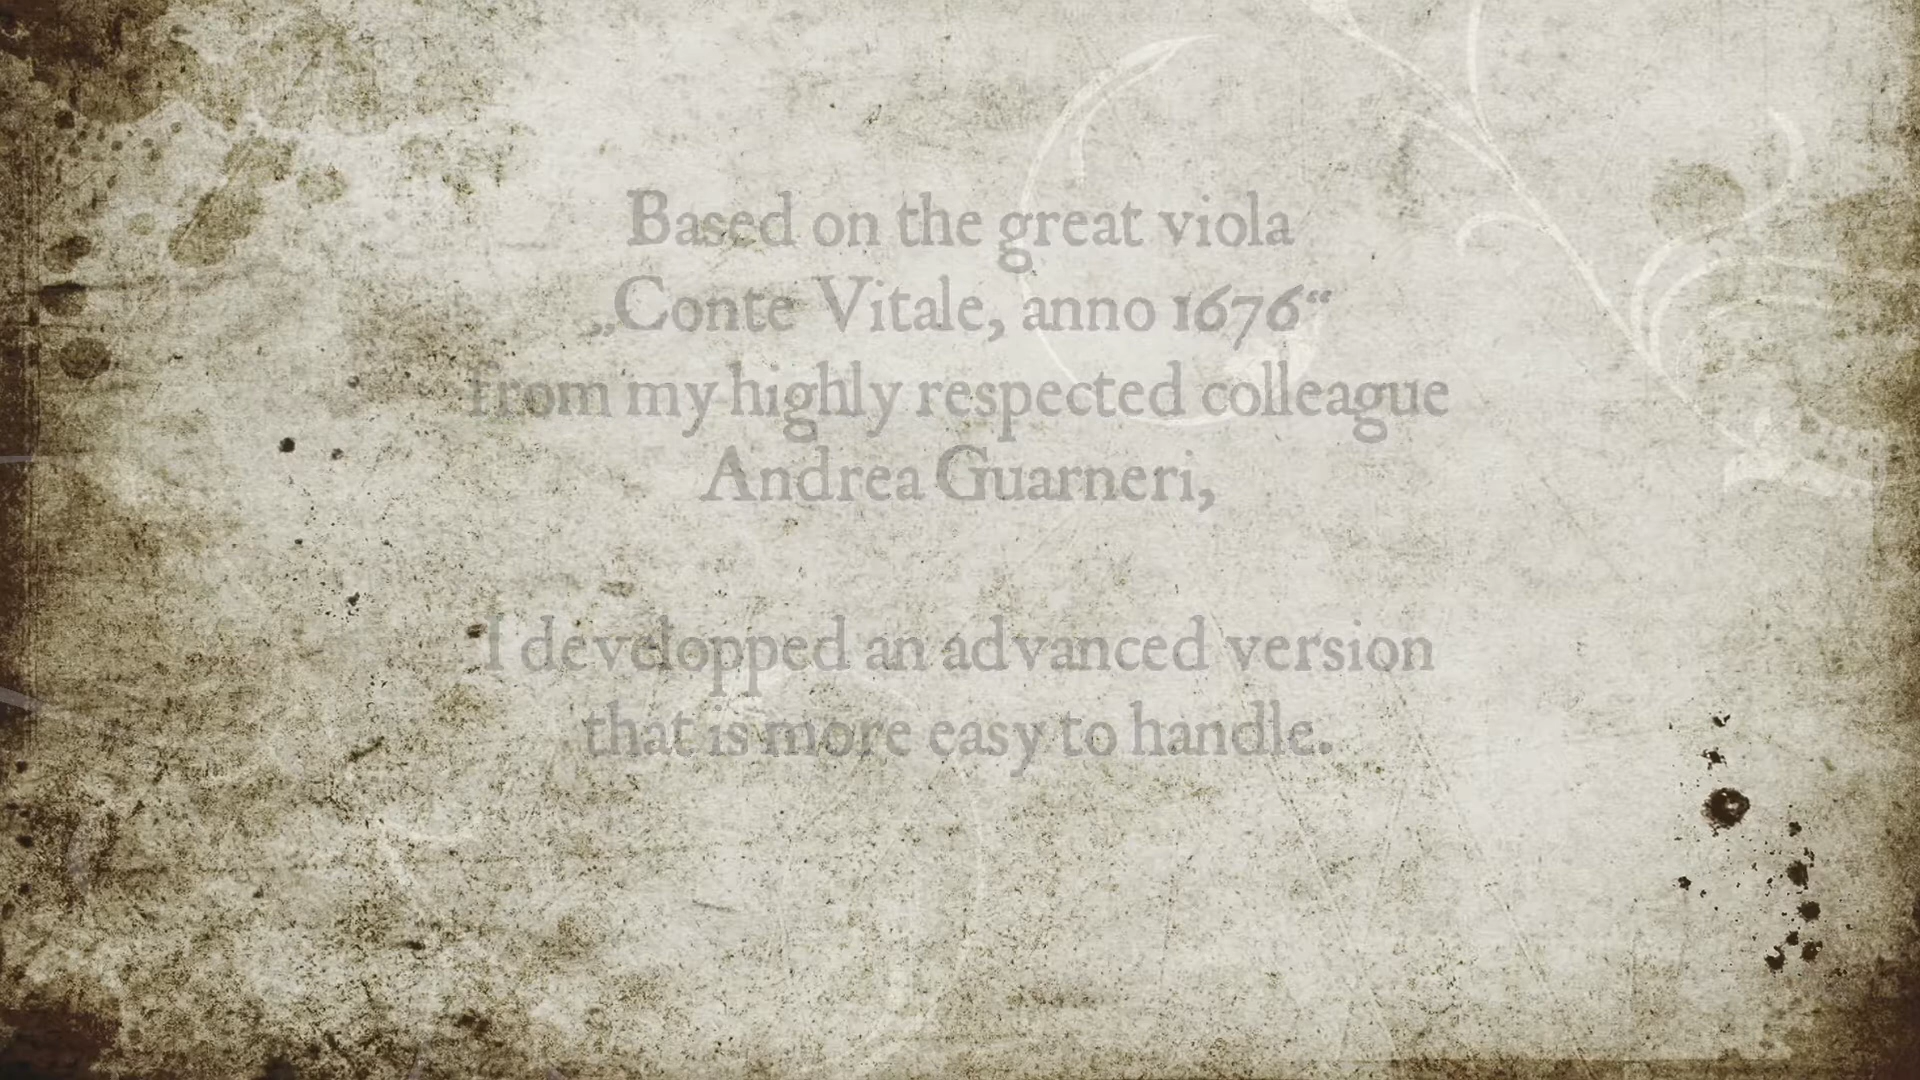 Based on the great viola
„Conte Vitale, anno 1676“
from my highly respected colleague
Andrea Guarneri,
I developped an advanced version
that is more easy to handle.